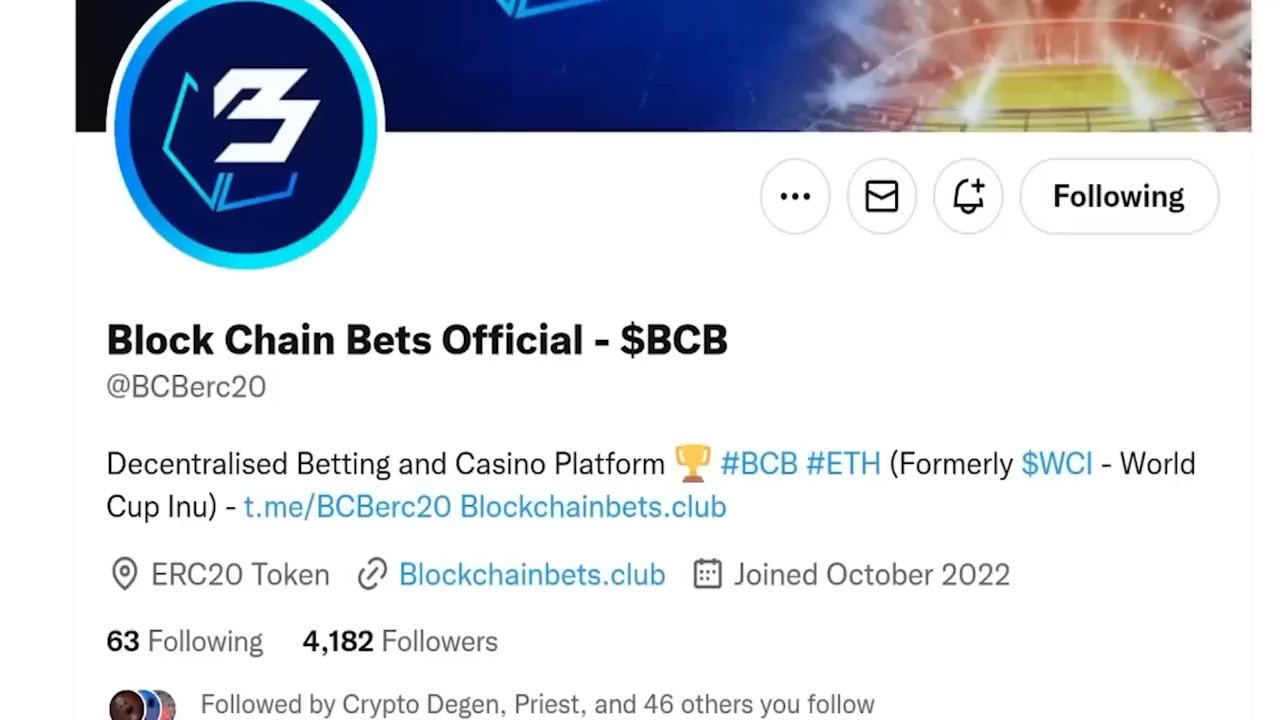 Following
Block Chain Bets Official - $BCB
@BCBerc20
Decentralised Betting and Casino Platform 🏆 #BCB #ETH (Formerly $WCI - World
Cup Inu) - t.me/BCBerc20 Blockchainbets.club
ERC20 Token Blockchainbets.club Joined October 2022
63 Following 4,182 Followers
Followed by Crypto Degen, Priest, and 46 others you follow